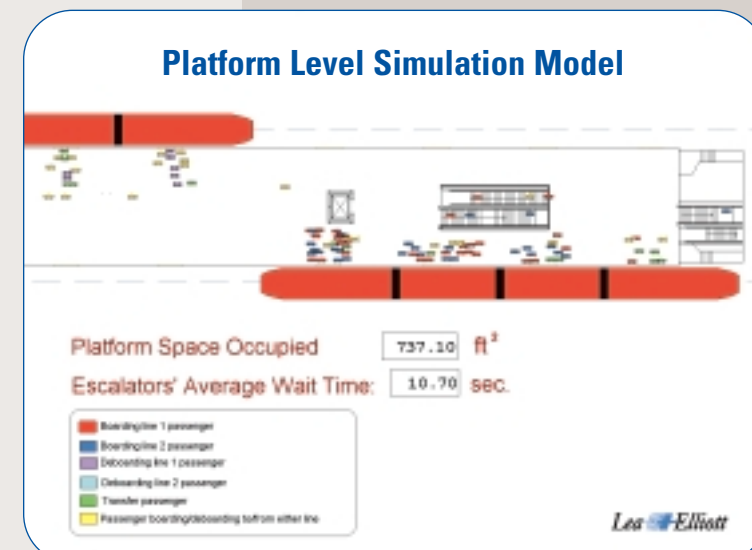 Platform Level Simulation Model
Platform Space Occupied 737.10 ft²
Escalators' Average Wait Time: 10.70 sec.
Boarding line 1 passenger
Boarding line 2 passenger
Deboarding line 1 passenger
Deboarding line 2 passenger
Transfer passenger
Passenger boarding/deboarding to/from either line
Lea Elliott